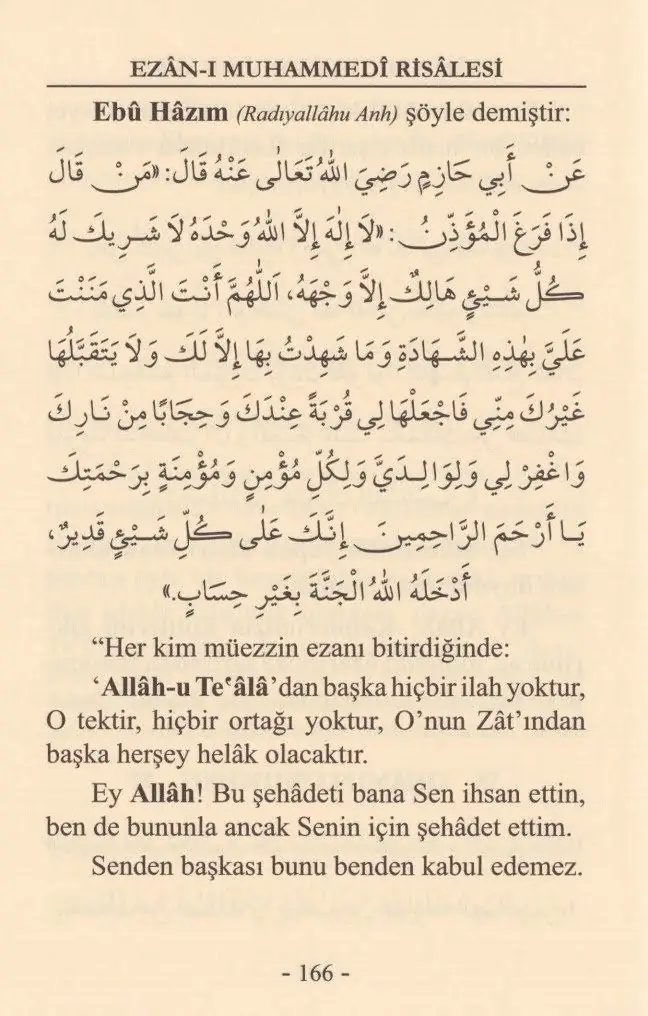 EZÂN-I MUHAMMEDÎ RİSÂLESİ
Ebû Hâzım (Radıyallâhu Anh) şöyle demiştir:
عَنْ أَبِي حَازِمٍ رَضِيَ اللّٰهُ تَعَالٰى عَنْهُ قَالَ: «مَنْ قَالَ
إِذَا فَرَغَ الْمُؤَذِّنُ: «لَا إِلٰهَ إِلَّا اللّٰهُ وَحْدَهُ لَا شَرِيكَ لَهُ
كُلُّ شَيْئٍ هَالِكٌ إِلَّا وَجْهَهُ، اَللّٰهُمَّ أَنْتَ الَّذِي مَنَنْتَ
عَلَيَّ بِهٰذِهِ الشَّهَادَةِ وَمَا شَهِدْتُ بِهَا إِلَّا لَكَ وَلَا يَتَقَبَّلُهَا
غَيْرُكَ مِنِّي فَاجْعَلْهَا لِي قُرْبَةً عِنْدَكَ وَحِجَابًا مِنْ نَارِكَ
وَاغْفِرْ لِي وَلِوَالِدَيَّ وَلِكُلِّ مُؤْمِنٍ وَمُؤْمِنَةٍ بِرَحْمَتِكَ
يَا أَرْحَمَ الرَّاحِمِينَ إِنَّكَ عَلٰى كُلِّ شَيْئٍ قَدِيرٌ،
أَدْخَلَهُ اللّٰهُ الْجَنَّةَ بِغَيْرِ حِسَابٍ.»
“Her kim müezzin ezanı bitirdiğinde:
‘Allâh-u Te‘âlâ’dan başka hiçbir ilah yoktur,
O tektir, hiçbir ortağı yoktur, O’nun Zât’ından
başka herşey helâk olacaktır.
Ey Allâh! Bu şehâdeti bana Sen ihsan ettin,
ben de bununla ancak Senin için şehâdet ettim.
Senden başkası bunu benden kabul edemez.
- 166 -